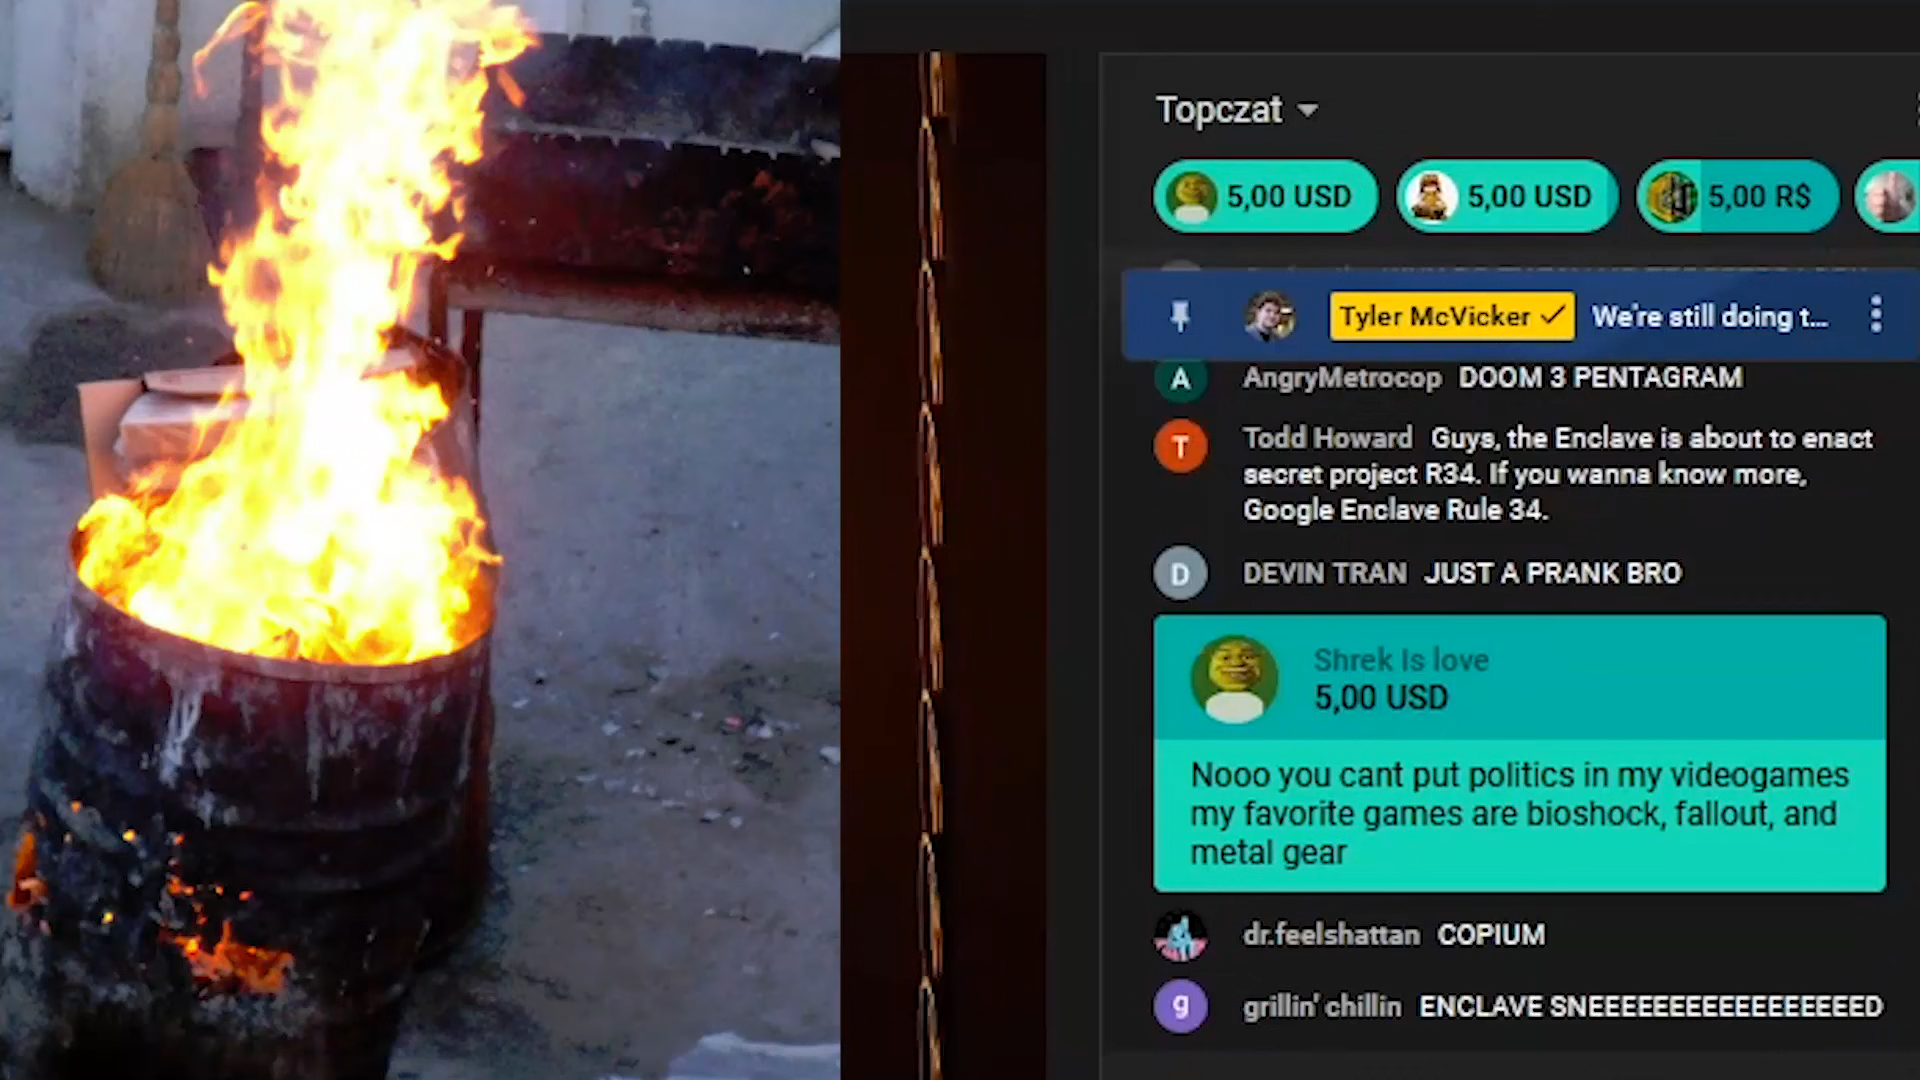 Topczat
5,00 USD
5,00 USD
5,00 R$
Tyler McVicker We're still doing t...
A AngryMetrocop DOOM 3 PENTAGRAM
T Todd Howard Guys, the Enclave is about to enact
secret project R34. If you wanna know more,
Google Enclave Rule 34.
D DEVIN TRAN JUST A PRANK BRO
Shrek Is love
5,00 USD
Nooo you cant put politics in my videogames
my favorite games are bioshock, fallout, and
metal gear
dr.feelshattan COPIUM
g grillin' chillin ENCLAVE SNEEEEEEEEEEEEEEEEEED